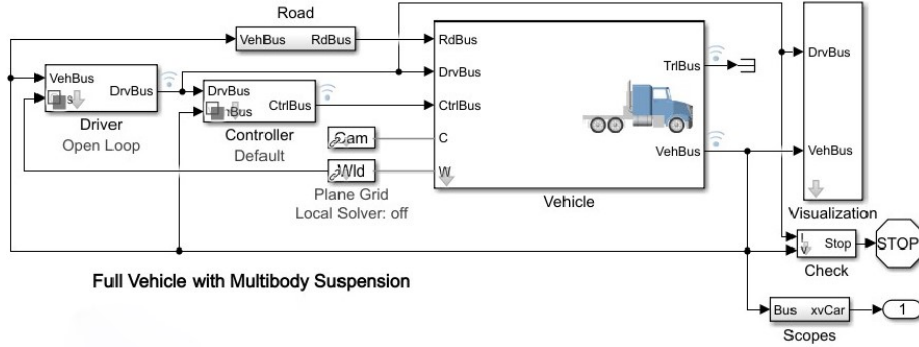 Road
VehBus RdBus
VehBus
DrvBus
Driver
Open Loop
DrvBus
CtrlBus
Controller
Default
Cam
Wld
Plane Grid
Local Solver: off
RdBus
DrvBus
CtrlBus
C
W
TrlBus
VehBus
Vehicle
DrvBus
VehBus
Visualization
Stop
Check
STOP
Bus xvCar
Scopes
1
Full Vehicle with Multibody Suspension